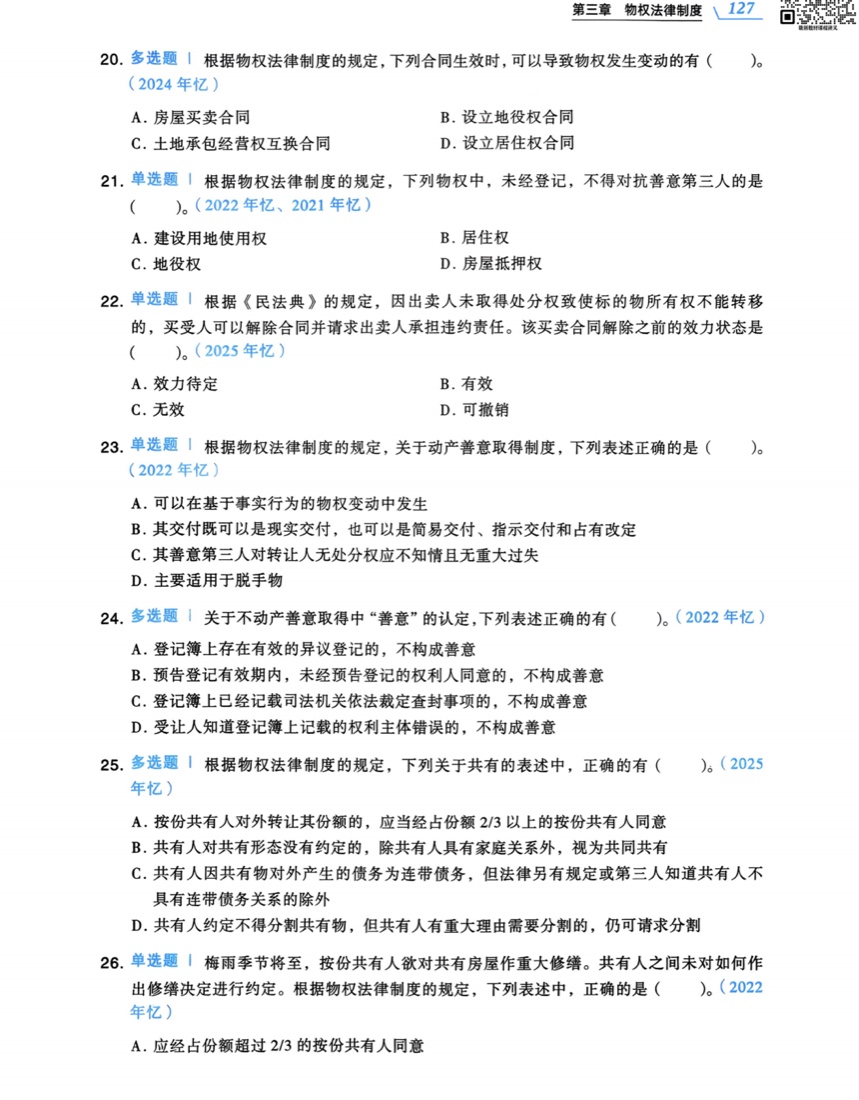 第三章 物权法律制度 127
20. 多选题 | 根据物权法律制度的规定,下列合同生效时,可以导致物权发生变动的有( )。
(2024 年忆)
A. 房屋买卖合同 B. 设立地役权合同
C. 土地承包经营权互换合同 D. 设立居住权合同
21. 单选题 | 根据物权法律制度的规定，下列物权中，未经登记，不得对抗善意第三人的是
( )。(2022 年忆、2021 年忆)
A. 建设用地使用权 B. 居住权
C. 地役权 D. 房屋抵押权
22. 单选题 | 根据《民法典》的规定，因出卖人未取得处分权致使标的物所有权不能转移
的，买受人可以解除合同并请求出卖人承担违约责任。该买卖合同解除之前的效力状态是
( )。(2025 年忆)
A. 效力待定 B. 有效
C. 无效 D. 可撤销
23. 单选题 | 根据物权法律制度的规定,关于动产善意取得制度，下列表述正确的是( )。
(2022 年忆)
A. 可以在基于事实行为的物权变动中发生
B. 其交付既可以是现实交付，也可以是简易交付、指示交付和占有改定
C. 其善意第三人对转让人无处分权应不知情且无重大过失
D. 主要适用于脱手物
24. 多选题 | 关于不动产善意取得中“善意”的认定,下列表述正确的有( )。(2022 年忆)
A. 登记簿上存在有效的异议登记的，不构成善意
B. 预告登记有效期内，未经预告登记的权利人同意的，不构成善意
C. 登记簿上已经记载司法机关依法裁定查封事项的，不构成善意
D. 受让人知道登记簿上记载的权利主体错误的，不构成善意
25. 多选题 | 根据物权法律制度的规定，下列关于共有的表述中，正确的有( )。(2025
年忆)
A. 按份共有人对外转让其份额的，应当经占份额 2/3 以上的按份共有人同意
B. 共有人对共有形态没有约定的，除共有人具有家庭关系外，视为共同共有
C. 共有人因共有物对外产生的债务为连带债务，但法律另有规定或第三人知道共有人不
具有连带债务关系的除外
D. 共有人约定不得分割共有物，但共有人有重大理由需要分割的，仍可请求分割
26. 单选题 | 梅雨季节将至，按份共有人欲对共有房屋作重大修缮。共有人之间未对如何作
出修缮决定进行约定。根据物权法律制度的规定，下列表述中，正确的是( )。(2022
年忆)
A. 应经占份额超过 2/3 的按份共有人同意